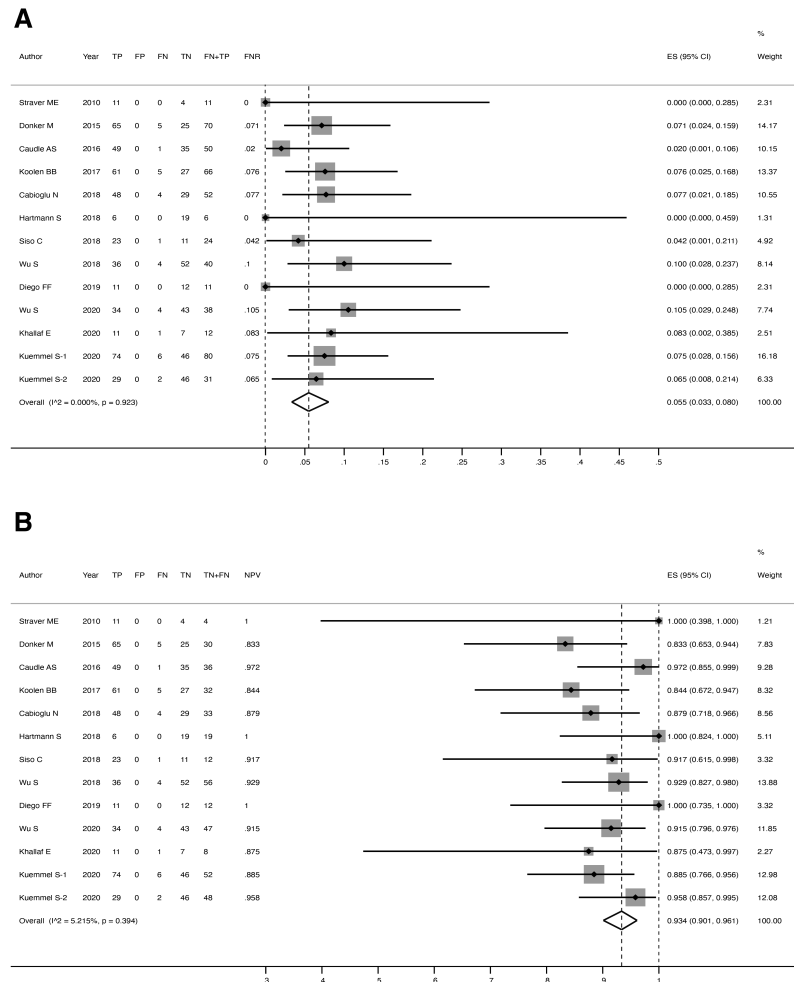 A
%
Author Year TP FP FN TN FN+TP FNR ES (95% CI) Weight
Straver ME 2010 11 0 0 4 11 0 0.000 (0.000, 0.285) 2.31
Donker M 2015 65 0 5 25 70 .071 0.071 (0.024, 0.159) 14.17
Caudle AS 2016 49 0 1 35 50 .02 0.020 (0.001, 0.106) 10.15
Koolen BB 2017 61 0 5 27 66 .076 0.076 (0.025, 0.168) 13.37
Cabioglu N 2018 48 0 4 29 52 .077 0.077 (0.021, 0.185) 10.55
Hartmann S 2018 6 0 0 19 6 0 0.000 (0.000, 0.459) 1.31
Siso C 2018 23 0 1 11 24 .042 0.042 (0.001, 0.211) 4.92
Wu S 2018 36 0 4 52 40 .1 0.100 (0.028, 0.237) 8.14
Diego FF 2019 11 0 0 12 11 0 0.000 (0.000, 0.285) 2.31
Wu S 2020 34 0 4 43 38 .105 0.105 (0.029, 0.248) 7.74
Khallaf E 2020 11 0 1 7 12 .083 0.083 (0.002, 0.385) 2.51
Kuemmel S-1 2020 74 0 6 46 80 .075 0.075 (0.028, 0.156) 16.18
Kuemmel S-2 2020 29 0 2 46 31 .065 0.065 (0.008, 0.214) 6.33
Overall (I^2 = 0.000%, p = 0.923) 0.055 (0.033, 0.080) 100.00
0 .05 .1 .15 .2 .25 .3 .35 .4 .45 .5
B
%
Author Year TP FP FN TN TN+FN NPV ES (95% CI) Weight
Straver ME 2010 11 0 0 4 4 1 1.000 (0.398, 1.000) 1.21
Donker M 2015 65 0 5 25 30 .833 0.833 (0.653, 0.944) 7.83
Caudle AS 2016 49 0 1 35 36 .972 0.972 (0.855, 0.999) 9.28
Koolen BB 2017 61 0 5 27 32 .844 0.844 (0.672, 0.947) 8.32
Cabioglu N 2018 48 0 4 29 33 .879 0.879 (0.718, 0.966) 8.56
Hartmann S 2018 6 0 0 19 19 1 1.000 (0.824, 1.000) 5.11
Siso C 2018 23 0 1 11 12 .917 0.917 (0.615, 0.998) 3.32
Wu S 2018 36 0 4 52 56 .929 0.929 (0.827, 0.980) 13.88
Diego FF 2019 11 0 0 12 12 1 1.000 (0.735, 1.000) 3.32
Wu S 2020 34 0 4 43 47 .915 0.915 (0.796, 0.976) 11.85
Khallaf E 2020 11 0 1 7 8 .875 0.875 (0.473, 0.997) 2.27
Kuemmel S-1 2020 74 0 6 46 52 .885 0.885 (0.766, 0.956) 12.98
Kuemmel S-2 2020 29 0 2 46 48 .958 0.958 (0.857, 0.995) 12.08
Overall (I^2 = 5.215%, p = 0.394) 0.934 (0.901, 0.961) 100.00
.3 .4 .5 .6 .7 .8 .9 1